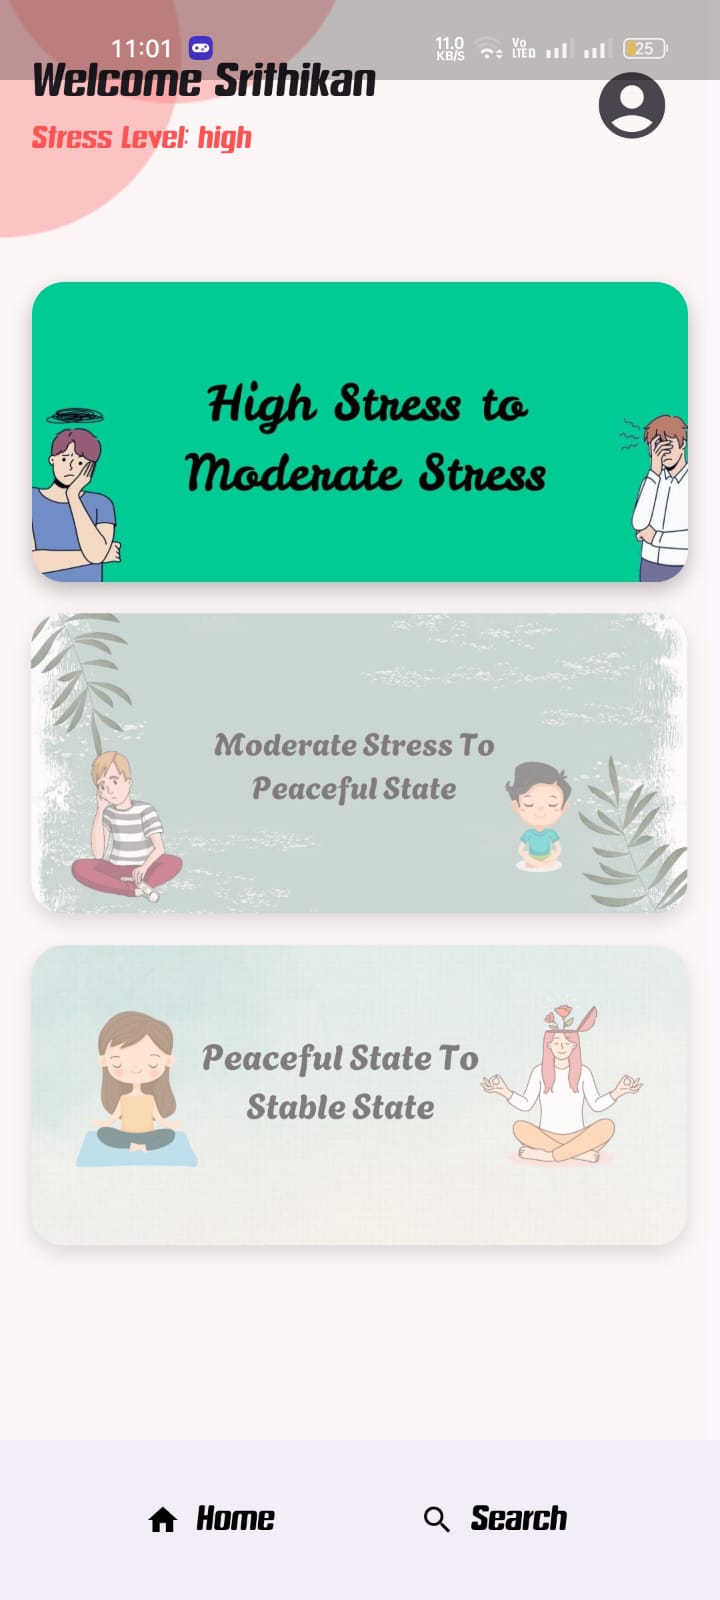 11:01
11.0
KB/S
Vo
LTED
25
Welcome Srithikan
Stress Level: high
High Stress to
Moderate Stress
Moderate Stress To
Peaceful State
Peaceful State To
Stable State
Home
Search